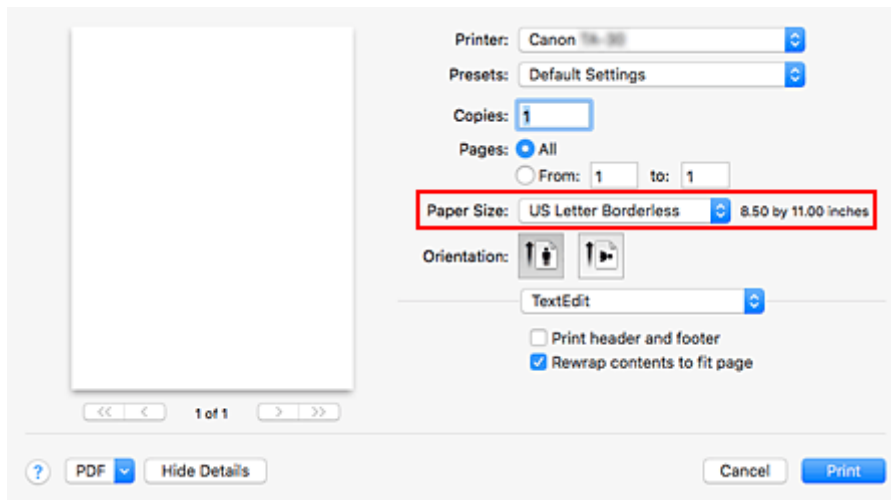 Printer: Canon
Presets: Default Settings
Copies: 1
Pages: All
From: 1 to: 1
Paper Size: US Letter Borderless 8.50 by 11.00 inches
Orientation:
TextEdit
Print header and footer
Rewrap contents to fit page
<< < 1 of 1 > >>
? PDF Hide Details Cancel Print